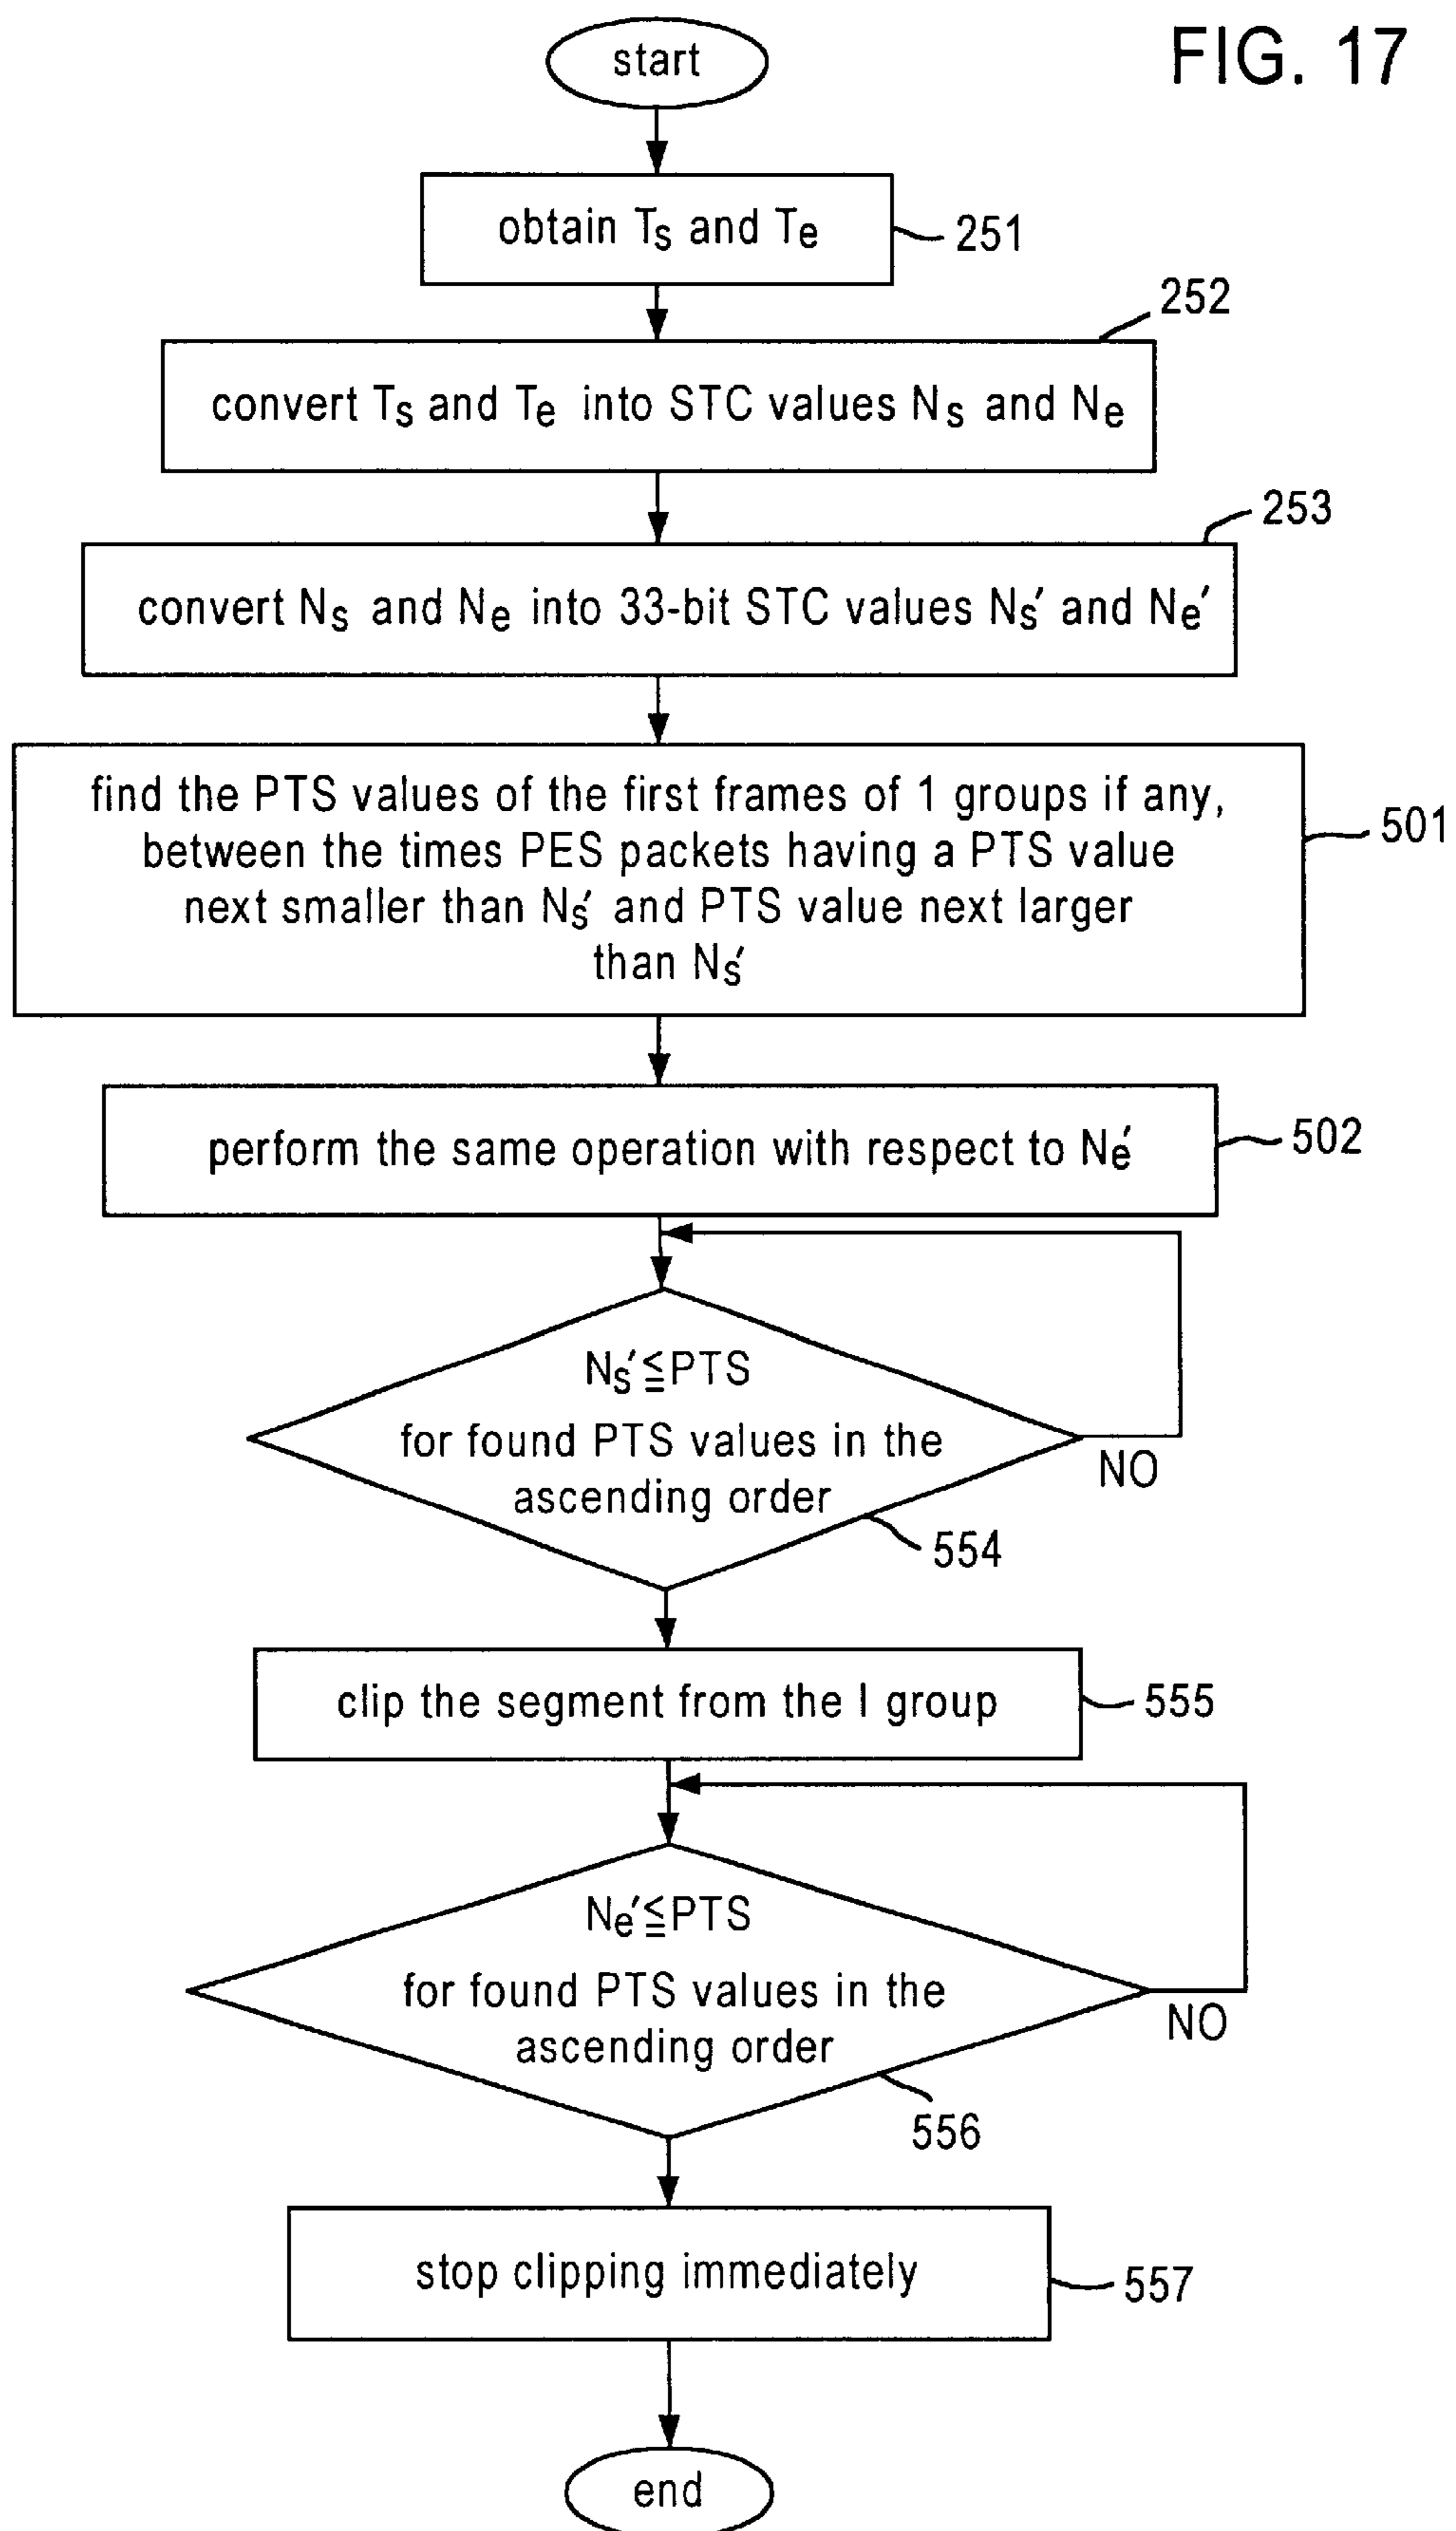 FIG. 17
start
obtain Ts and Te
251
252
convert Ts and Te into STC values Ns and Ne
253
convert Ns and Ne into 33-bit STC values Ns′ and Ne′
find the PTS values of the first frames of 1 groups if any,
between the times PES packets having a PTS value
next smaller than Ns′ and PTS value next larger
than Ns′
501
perform the same operation with respect to Ne′
502
Ns′≦PTS
for found PTS values in the
ascending order
NO
554
clip the segment from the I group
555
Ne′≦PTS
for found PTS values in the
ascending order
NO
556
stop clipping immediately
557
end